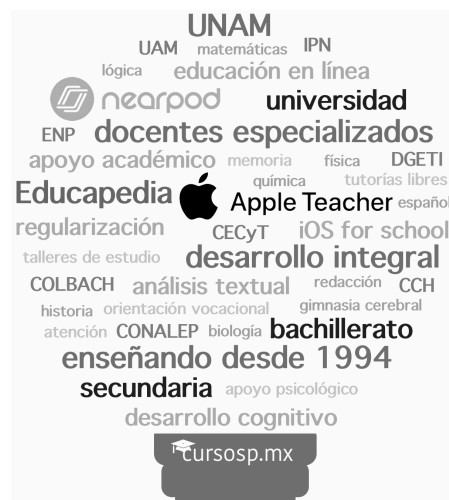 UNAM
UAM matemáticas IPN
lógica educación en línea
nearpod universidad
ENP docentes especializados
apoyo académico memoria física DGETI
química tutorías libres
Educapedia Apple Teacher español
regularización CECyT iOS for school
talleres de estudio desarrollo integral
COLBACH análisis textual redacción CCH
historia orientación vocacional gimnasia cerebral
atención CONALEP biología bachillerato
enseñando desde 1994
secundaria apoyo psicológico
desarrollo cognitivo
cursosp.mx